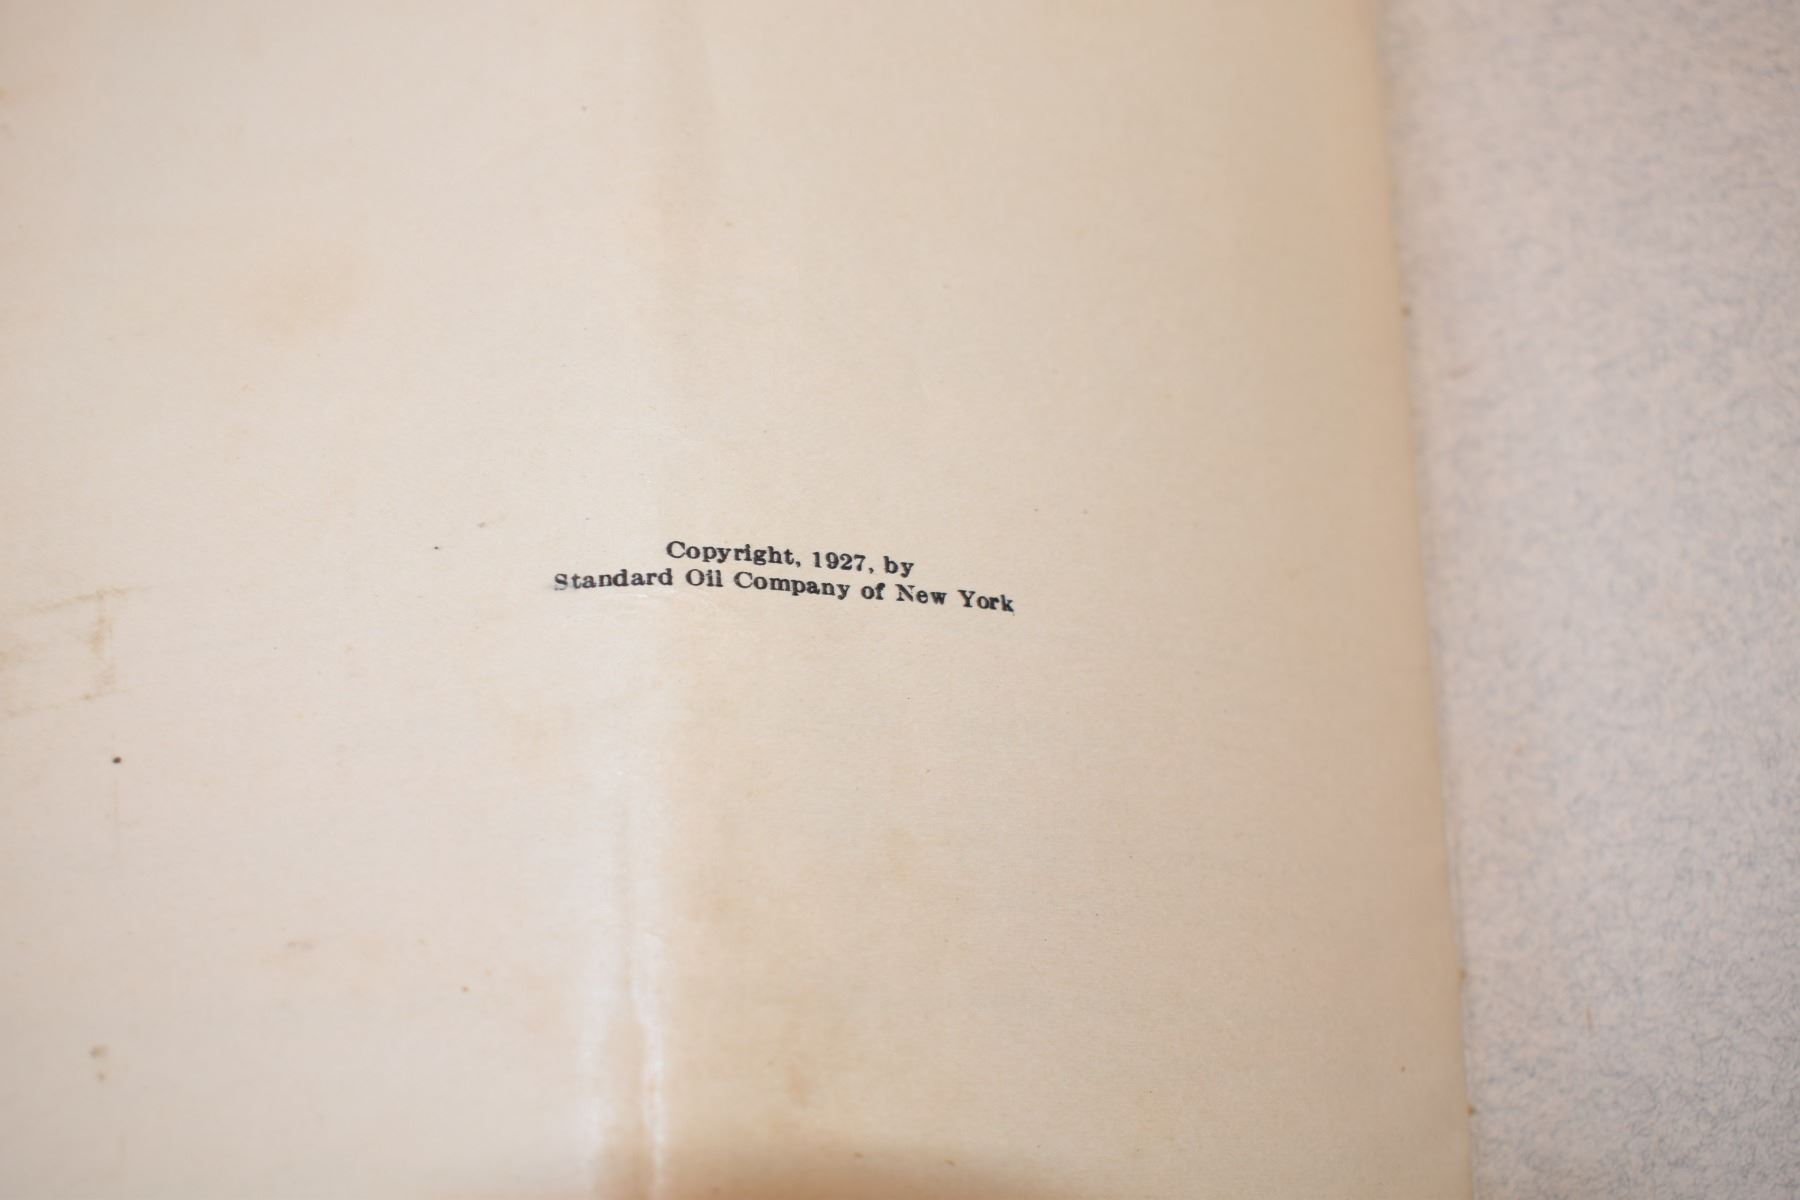 Copyright, 1927, by
Standard Oil Company of New York